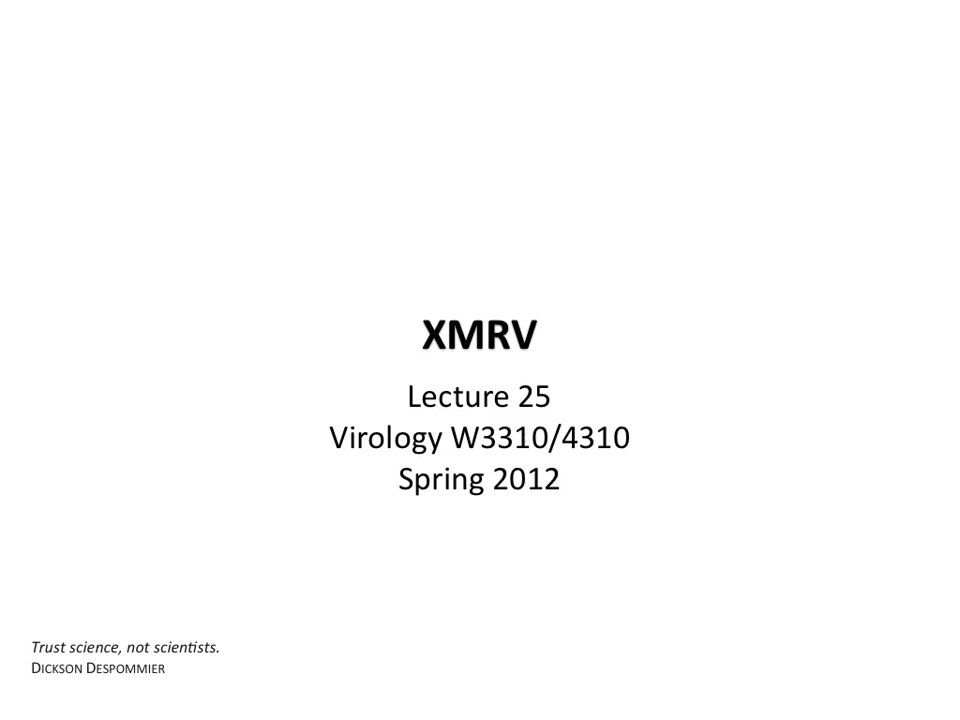 XMRV
Lecture 25
Virology W3310/4310
Spring 2012
Trust science, not scientists.
DICKSON DESPOMMIER